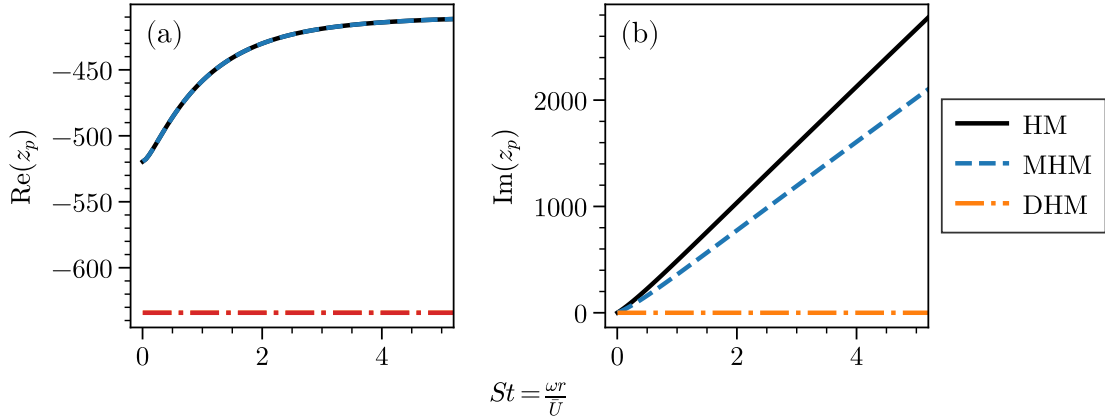 (a)
−450
−500
−550
−600
Re(z_p)
0 2 4
(b)
2000
1000
0
Im(z_p)
0 2 4
HM
MHM
DHM
St = ωr/Ū